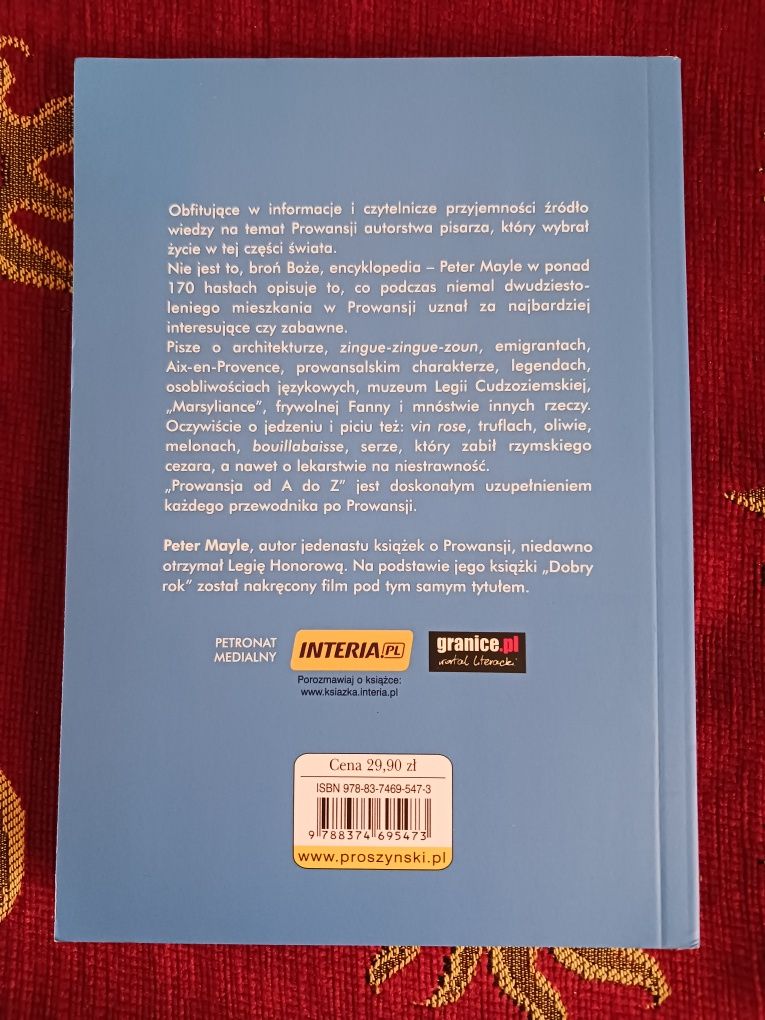 Obfitujące w informacje i czytelnicze przyjemności źródło
wiedzy na temat Prowansji autorstwa pisarza, który wybrał
życie w tej części świata.
Nie jest to, broń Boże, encyklopedia – Peter Mayle w ponad
170 hasłach opisuje to, co podczas niemal dwudziesto-
leniego mieszkania w Prowansji uznał za najbardziej
interesujące czy zabawne.
Pisze o architekturze, zingue-zingue-zoun, emigrantach,
Aix-en-Provence, prowansalskim charakterze, legendach,
osobliwościach językowych, muzeum Legii Cudzoziemskiej,
„Marsyliance”, frywolnej Fanny i mnóstwie innych rzeczy.
Oczywiście o jedzeniu i piciu też: vin rose, truflach, oliwie,
melonach, bouillabaisse, serze, który zabił rzymskiego
cezara, a nawet o lekarstwie na niestrawność.
„Prowansja od A do Z” jest doskonałym uzupełnieniem
każdego przewodnika po Prowansji.
Peter Mayle, autor jedenastu książek o Prowansji, niedawno
otrzymał Legię Honorową. Na podstawie jego książki „Dobry
rok” został nakręcony film pod tym samym tytułem.
PETRONAT
MEDIALNY
INTERIA.PL
Porozmawiaj o książce:
www.ksiazka.interia.pl
granice.pl
portal literacki
Cena 29,90 zł
ISBN 978-83-7469-547-3
9 788374 695473
www.proszynski.pl